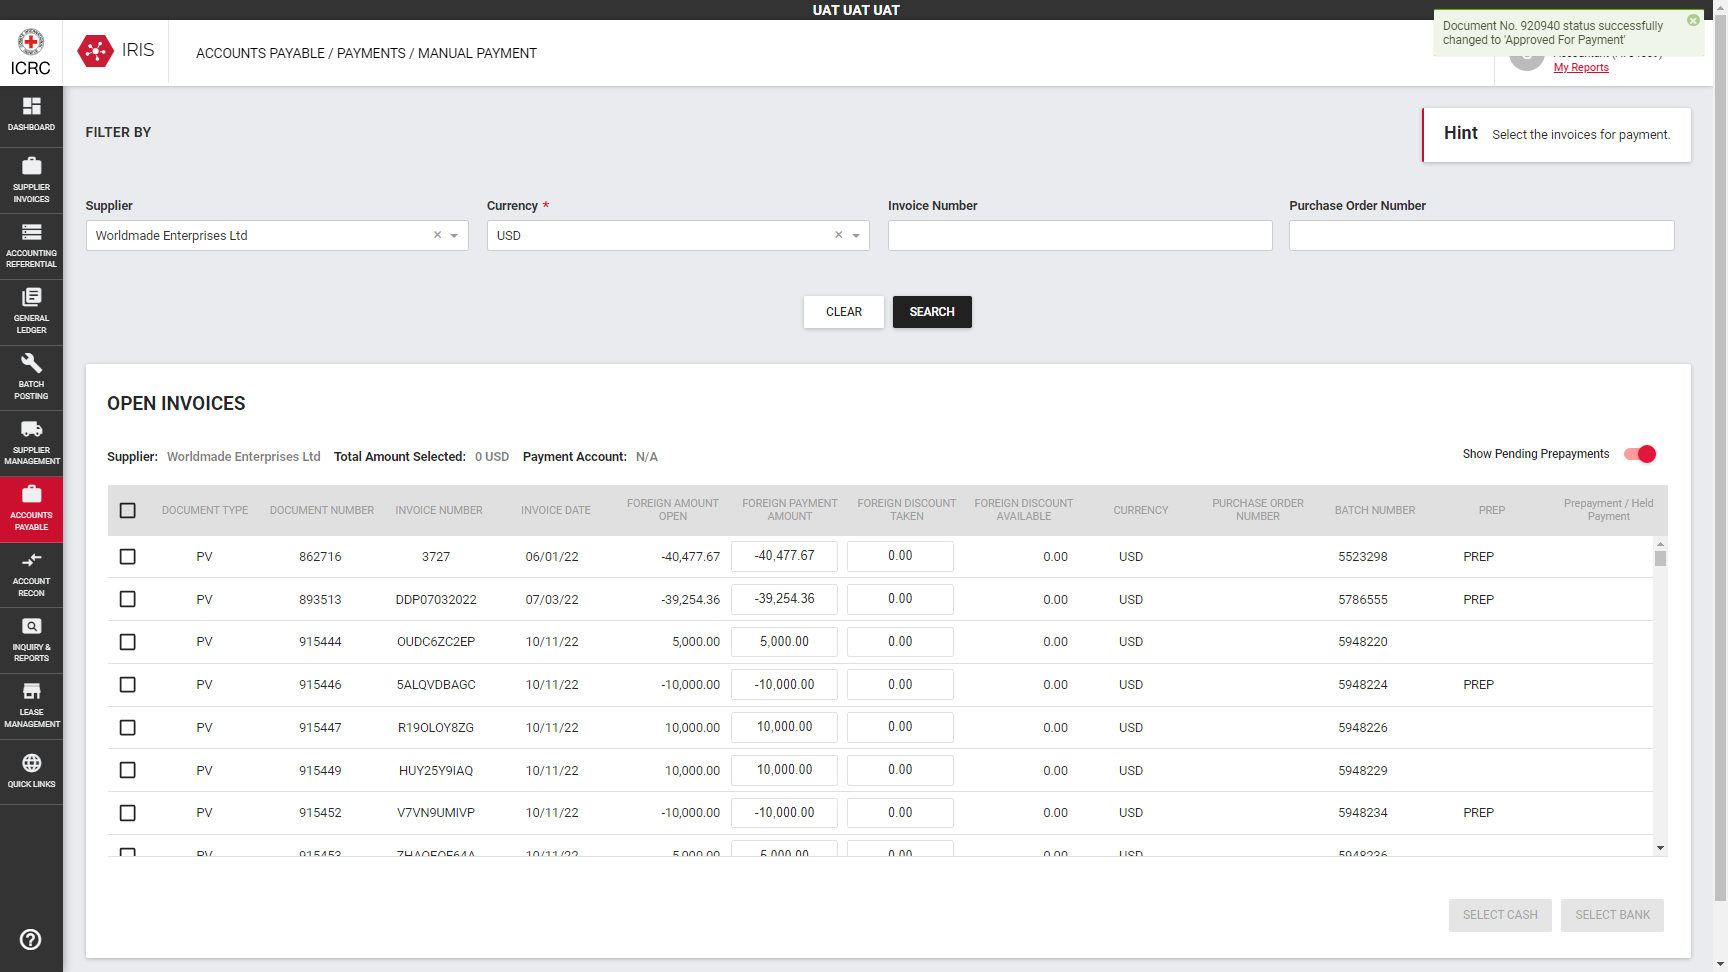 UAT UAT UAT
ICRC
IRIS
ACCOUNTS PAYABLE / PAYMENTS / MANUAL PAYMENT
Document No. 920940 status successfully
changed to 'Approved For Payment'
My Reports
DASHBOARD
SUPPLIER
INVOICES
ACCOUNTING
REFERENTIAL
GENERAL
LEDGER
BATCH
POSTING
SUPPLIER
MANAGEMENT
ACCOUNTS
PAYABLE
ACCOUNT
RECON
INQUIRY &
REPORTS
LEASE
MANAGEMENT
QUICK LINKS
FILTER BY
Hint Select the invoices for payment.
Supplier Currency * Invoice Number Purchase Order Number
Worldmade Enterprises Ltd USD
CLEAR SEARCH
OPEN INVOICES
Supplier: Worldmade Enterprises Ltd Total Amount Selected: 0 USD Payment Account: N/A
Show Pending Prepayments
DOCUMENT TYPE DOCUMENT NUMBER INVOICE NUMBER INVOICE DATE FOREIGN AMOUNT OPEN FOREIGN PAYMENT AMOUNT FOREIGN DISCOUNT TAKEN FOREIGN DISCOUNT AVAILABLE CURRENCY PURCHASE ORDER NUMBER BATCH NUMBER PREP Prepayment / Held Payment
PV 862716 3727 06/01/22 -40,477.67 -40,477.67 0.00 0.00 USD 5523298 PREP
PV 893513 DDP07032022 07/03/22 -39,254.36 -39,254.36 0.00 0.00 USD 5786555 PREP
PV 915444 OUDC6ZC2EP 10/11/22 5,000.00 5,000.00 0.00 0.00 USD 5948220
PV 915446 5ALQVDBAGC 10/11/22 -10,000.00 -10,000.00 0.00 0.00 USD 5948224 PREP
PV 915447 R19OLOY8ZG 10/11/22 10,000.00 10,000.00 0.00 0.00 USD 5948226
PV 915449 HUY25Y9IAQ 10/11/22 10,000.00 10,000.00 0.00 0.00 USD 5948229
PV 915452 V7VN9UMIVP 10/11/22 -10,000.00 -10,000.00 0.00 0.00 USD 5948234 PREP
PV 915453 10/11/22 5,000.00 5,000.00 0.00 0.00 USD 5948236
SELECT CASH SELECT BANK